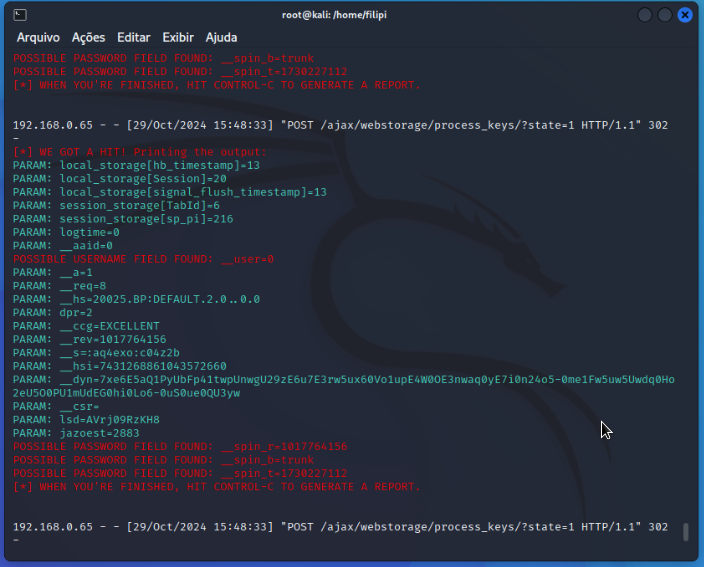 root@kali: /home/filipi
Arquivo Ações Editar Exibir Ajuda
POSSIBLE PASSWORD FIELD FOUND: __spin_b=trunk
POSSIBLE PASSWORD FIELD FOUND: __spin_t=1730227112
[*] WHEN YOU'RE FINISHED, HIT CONTROL-C TO GENERATE A REPORT.
192.168.0.65 - - [29/Oct/2024 15:48:33] "POST /ajax/webstorage/process_keys/?state=1 HTTP/1.1" 302
-
[*] WE GOT A HIT! Printing the output:
PARAM: local_storage[hb_timestamp]=13
PARAM: local_storage[Session]=20
PARAM: local_storage[signal_flush_timestamp]=13
PARAM: session_storage[TabId]=6
PARAM: session_storage[sp_pi]=216
PARAM: logtime=0
PARAM: __aaid=0
POSSIBLE USERNAME FIELD FOUND: __user=0
PARAM: __a=1
PARAM: __req=8
PARAM: __hs=20025.BP:DEFAULT.2.0..0.0
PARAM: dpr=2
PARAM: __ccg=EXCELLENT
PARAM: __rev=1017764156
PARAM: __s=:aq4exo:c04z2b
PARAM: __hsi=7431268861043572660
PARAM: __dyn=7xe6E5aQ1PyUbFp41twpUnwgU29zE6u7E3rw5ux60Vo1upE4W0OE3nwaq0yE7i0n24o5-0me1Fw5uw5Uwdq0Ho
2eU5O0PU1mUdEG0hi0Lo6-0uS0ue0QU3yw
PARAM: __csr=
PARAM: lsd=AVrj09RzKH8
PARAM: jazoest=2883
POSSIBLE PASSWORD FIELD FOUND: __spin_r=1017764156
POSSIBLE PASSWORD FIELD FOUND: __spin_b=trunk
POSSIBLE PASSWORD FIELD FOUND: __spin_t=1730227112
[*] WHEN YOU'RE FINISHED, HIT CONTROL-C TO GENERATE A REPORT.
192.168.0.65 - - [29/Oct/2024 15:48:33] "POST /ajax/webstorage/process_keys/?state=1 HTTP/1.1" 302
-